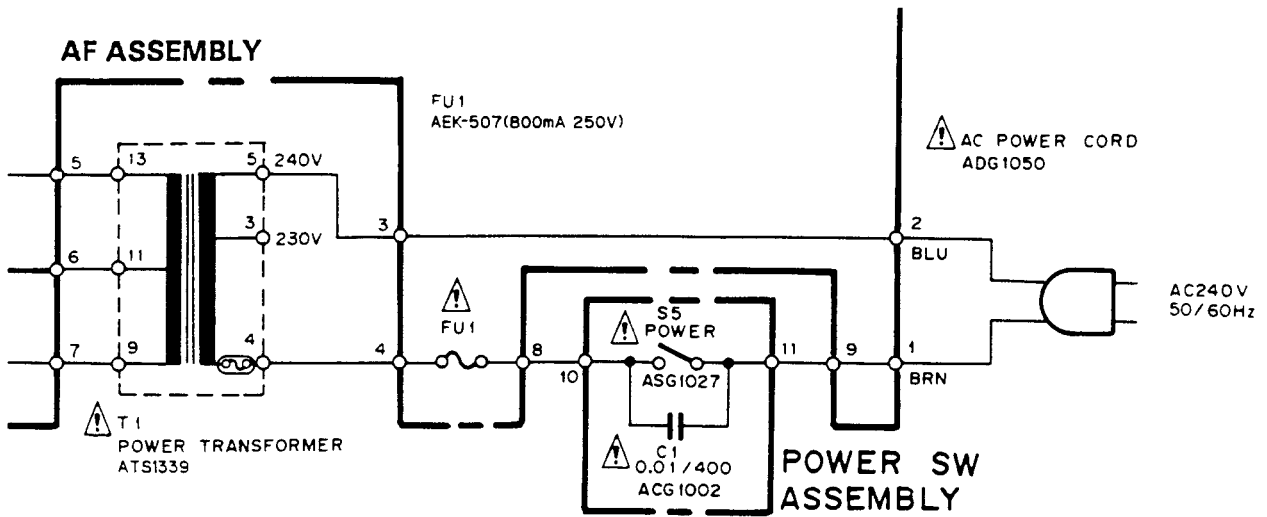 AF ASSEMBLY
FU1
AEK-507(800mA 250V)
AC POWER CORD
ADG1050
5
13
5
240V
3
230V
3
2
BLU
6
11
AC240V
50/60Hz
FU1
S5
POWER
7
9
4
4
8
10
ASG1027
11
9
1
BRN
T1
POWER TRANSFORMER
ATS1339
C1
0.01/400
ACG1002
POWER SW
ASSEMBLY